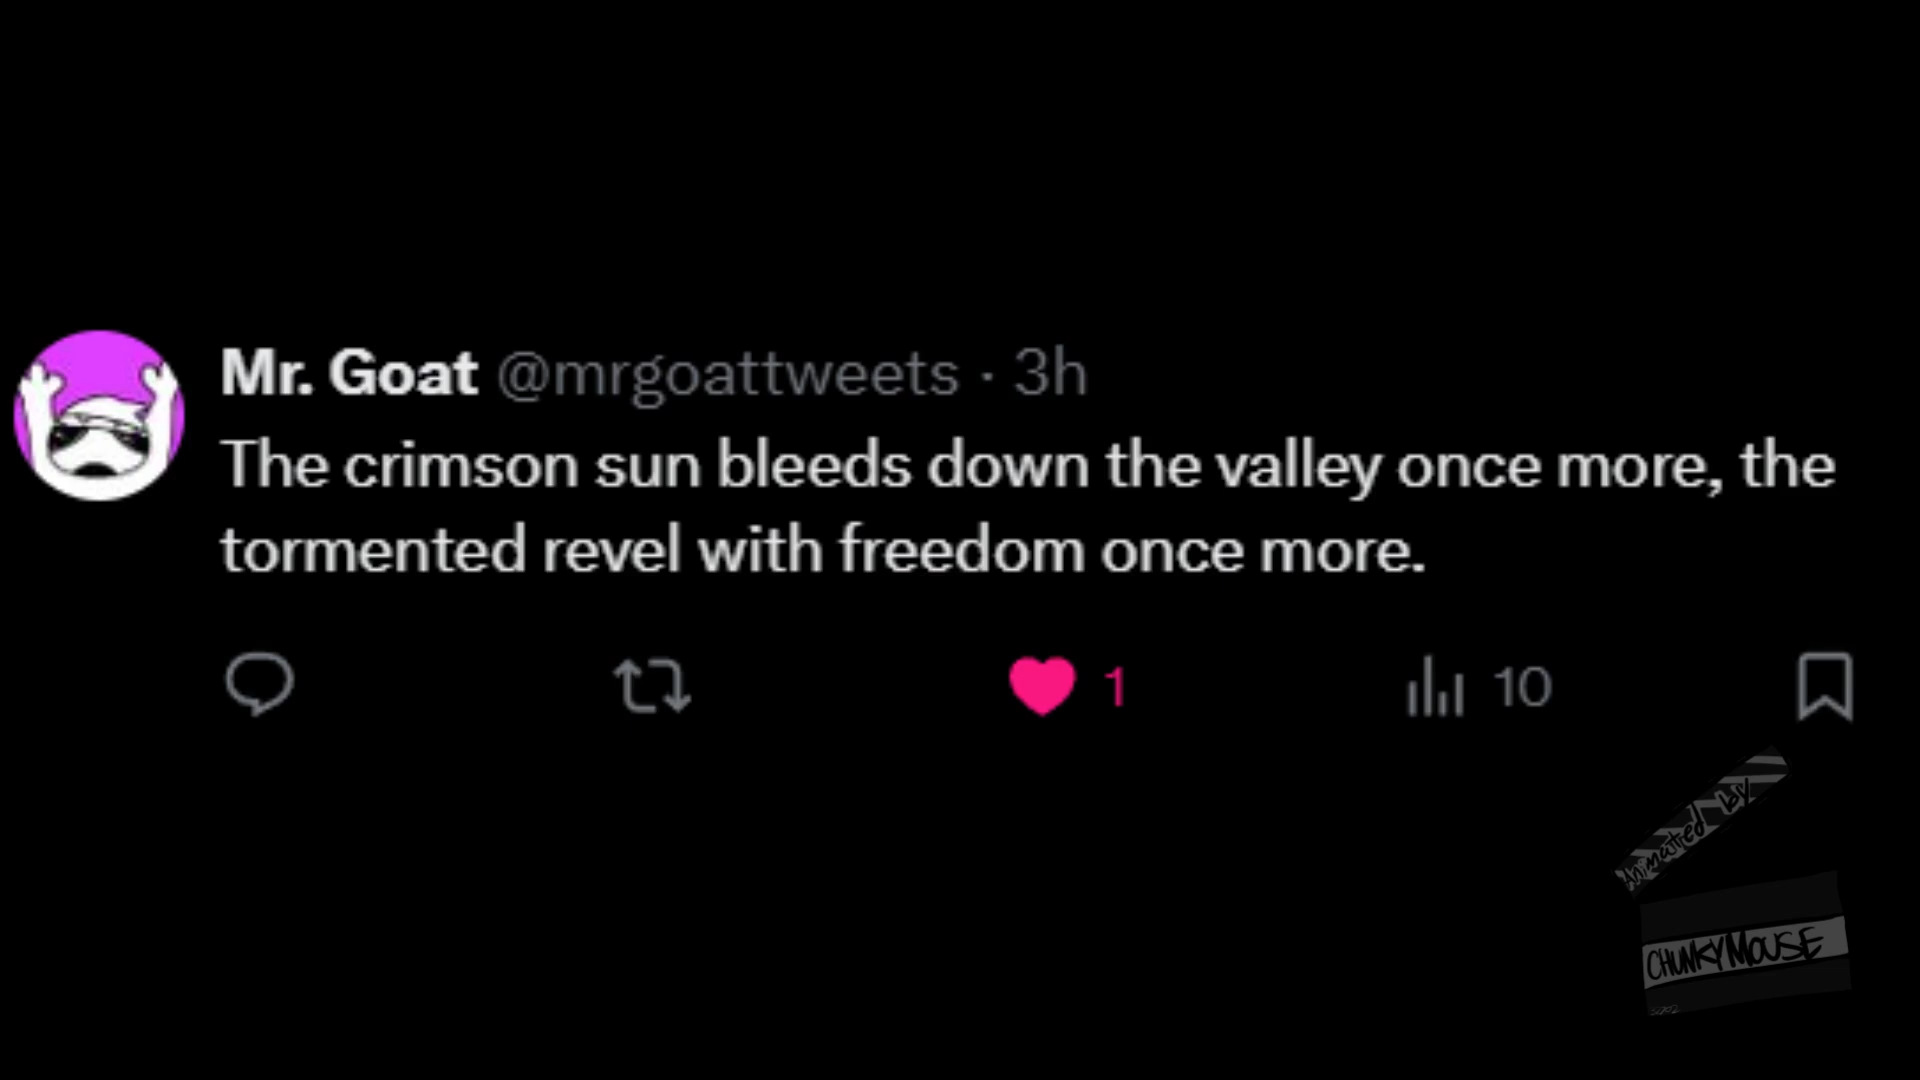 Mr. Goat @mrgoattweets · 3h
The crimson sun bleeds down the valley once more, the
tormented revel with freedom once more.
1 10
Animated by
CHUNKYMOUSE